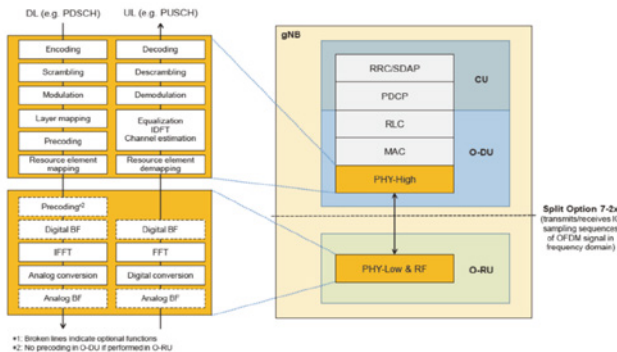 DL (e.g. PDSCH)
UL (e.g. PUSCH)
Encoding
Scrambling
Modulation
Layer mapping
Precoding
Resource element
mapping
Decoding
Descrambling
Demodulation
Equalization
IDFT
Channel estimation
Resource element
demapping
Precoding*2
Digital BF
IFFT
Analog conversion
Analog BF
Digital BF
FFT
Digital conversion
Analog BF
*1: Broken lines indicate optional functions
*2: No precoding in O-DU if performed in O-RU
gNB
RRC/SDAP
PDCP
CU
RLC
MAC
O-DU
PHY-High
Split Option 7-2x
(transmits/receives IQ
sampling sequences
of OFDM signal in
frequency domain)
PHY-Low & RF
O-RU